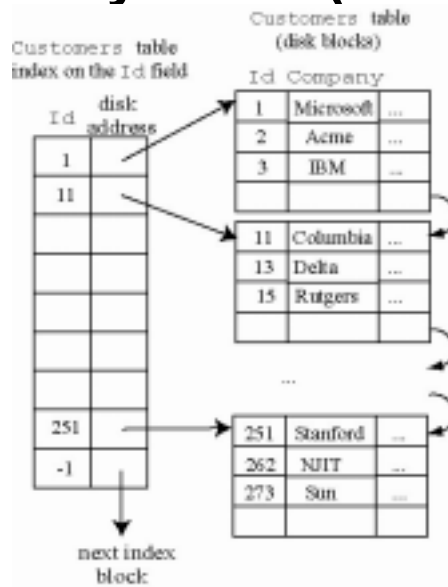 Customers table
(disk blocks)
Customers table
index on the Id field
Id disk
address
1
11
251
-1
next index
block
Id Company
1 Microsoft ...
2 Acme ...
3 IBM ...
11 Columbia ...
13 Delta ...
15 Rutgers ...
...
251 Stanford ...
262 NJIT ...
273 Sun ....